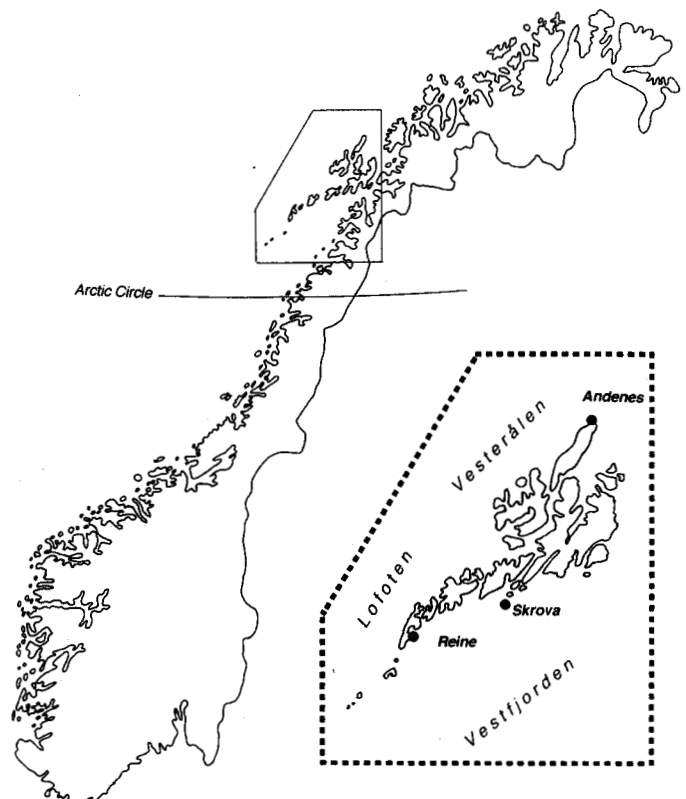 Arctic Circle
Andenes
Vesterålen
Lofoten
Skrova
Reine
Vestfjorden